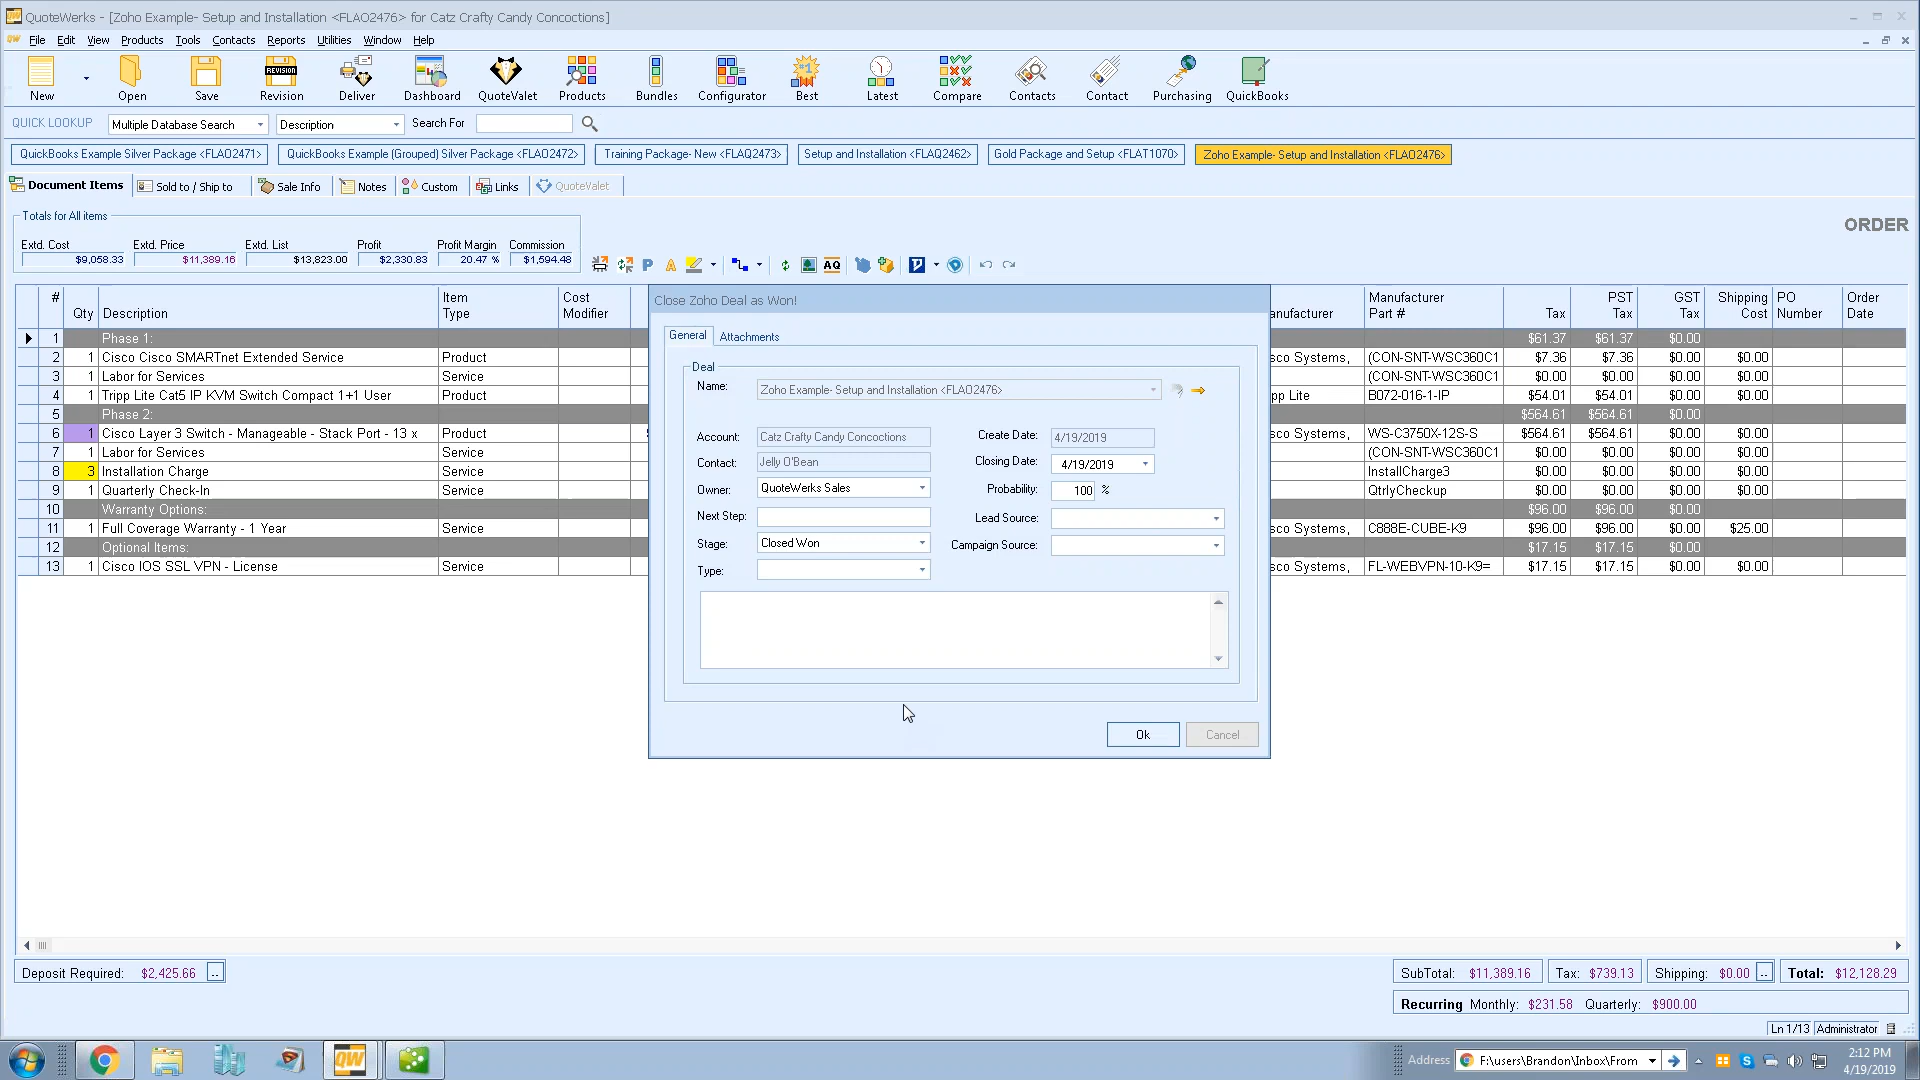 QuoteWerks - [Zoho Example- Setup and Installation <FLAO2476> for Catz Crafty Candy Concoctions]
File Edit View Products Tools Contacts Reports Utilities Window Help
New Open Save Revision Deliver Dashboard QuoteValet Products Bundles Configurator Best Latest Compare Contacts Contact Purchasing QuickBooks
QUICK LOOKUP Multiple Database Search Description Search For
QuickBooks Example Silver Package <FLAO2471> QuickBooks Example (Grouped) Silver Package <FLAO2472> Training Package- New <FLAQ2473> Setup and Installation <FLAQ2462> Gold Package and Setup <FLAT1070> Zoho Example- Setup and Installation <FLAO2476>
Document Items Sold to / Ship to Sale Info Notes Custom Links QuoteValet
Totals for All items
ORDER
Extd. Cost Extd. Price Extd. List Profit Profit Margin Commission
$9,058.33 $11,389.16 $13,823.00 $2,330.83 20.47 % $1,594.48
# Qty Description Item Type Cost Modifier anufacturer Manufacturer Part # Tax PST Tax GST Tax Shipping Cost PO Number Order Date
1 Phase 1: $61.37 $61.37 $0.00
2 1 Cisco Cisco SMARTnet Extended Service Product sco Systems, (CON-SNT-WSC360C1 $7.36 $7.36 $0.00 $0.00
3 1 Labor for Services Service (CON-SNT-WSC360C1 $0.00 $0.00 $0.00 $0.00
4 1 Tripp Lite Cat5 IP KVM Switch Compact 1+1 User Product pp Lite B072-016-1-IP $54.01 $54.01 $0.00 $0.00
5 Phase 2: $564.61 $564.61 $0.00
6 1 Cisco Layer 3 Switch - Manageable - Stack Port - 13 x Product sco Systems, WS-C3750X-12S-S $564.61 $564.61 $0.00 $0.00
7 1 Labor for Services Service (CON-SNT-WSC360C1 $0.00 $0.00 $0.00 $0.00
8 3 Installation Charge Service InstallCharge3 $0.00 $0.00 $0.00 $0.00
9 1 Quarterly Check-In Service QtrlyCheckup $0.00 $0.00 $0.00 $0.00
10 Warranty Options: $96.00 $96.00 $0.00
11 1 Full Coverage Warranty - 1 Year Service sco Systems, C888E-CUBE-K9 $96.00 $96.00 $0.00 $25.00
12 Optional Items: $17.15 $17.15 $0.00
13 1 Cisco IOS SSL VPN - License Service sco Systems, FL-WEBVPN-10-K9= $17.15 $17.15 $0.00 $0.00
Close Zoho Deal as Won!
General Attachments
Deal
Name: Zoho Example- Setup and Installation <FLAO2476>
Account: Catz Crafty Candy Concoctions Create Date: 4/19/2019
Contact: Jelly O'Bean Closing Date: 4/19/2019
Owner: QuoteWerks Sales Probability: 100 %
Next Step: Lead Source:
Stage: Closed Won Campaign Source:
Type:
Ok Cancel
Deposit Required: $2,425.66 ..
SubTotal: $11,389.16 Tax: $739.13 Shipping: $0.00 .. Total: $12,128.29
Recurring Monthly: $231.58 Quarterly: $900.00
Ln 1/13 Administrator
QW Address F:\users\Brandon\Inbox\From 2:12 PM
4/19/2019